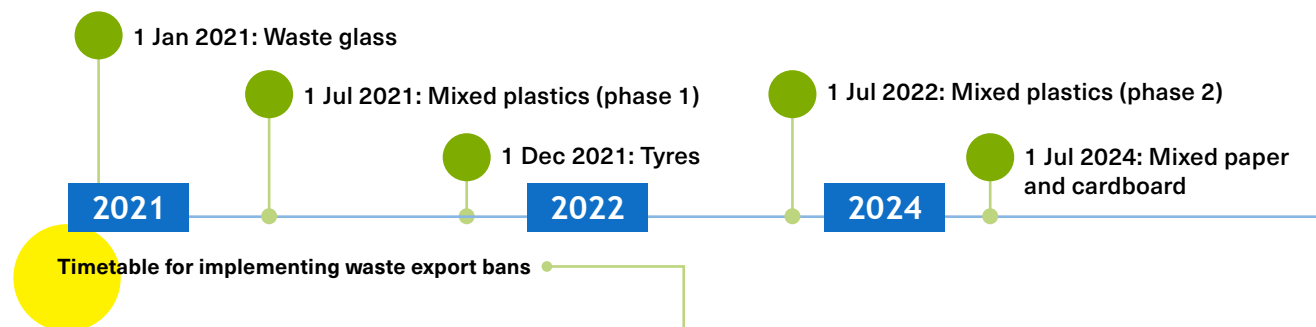 1 Jan 2021: Waste glass
1 Jul 2021: Mixed plastics (phase 1)
1 Jul 2022: Mixed plastics (phase 2)
1 Dec 2021: Tyres
1 Jul 2024: Mixed paper
and cardboard
2021
2022
2024
Timetable for implementing waste export bans